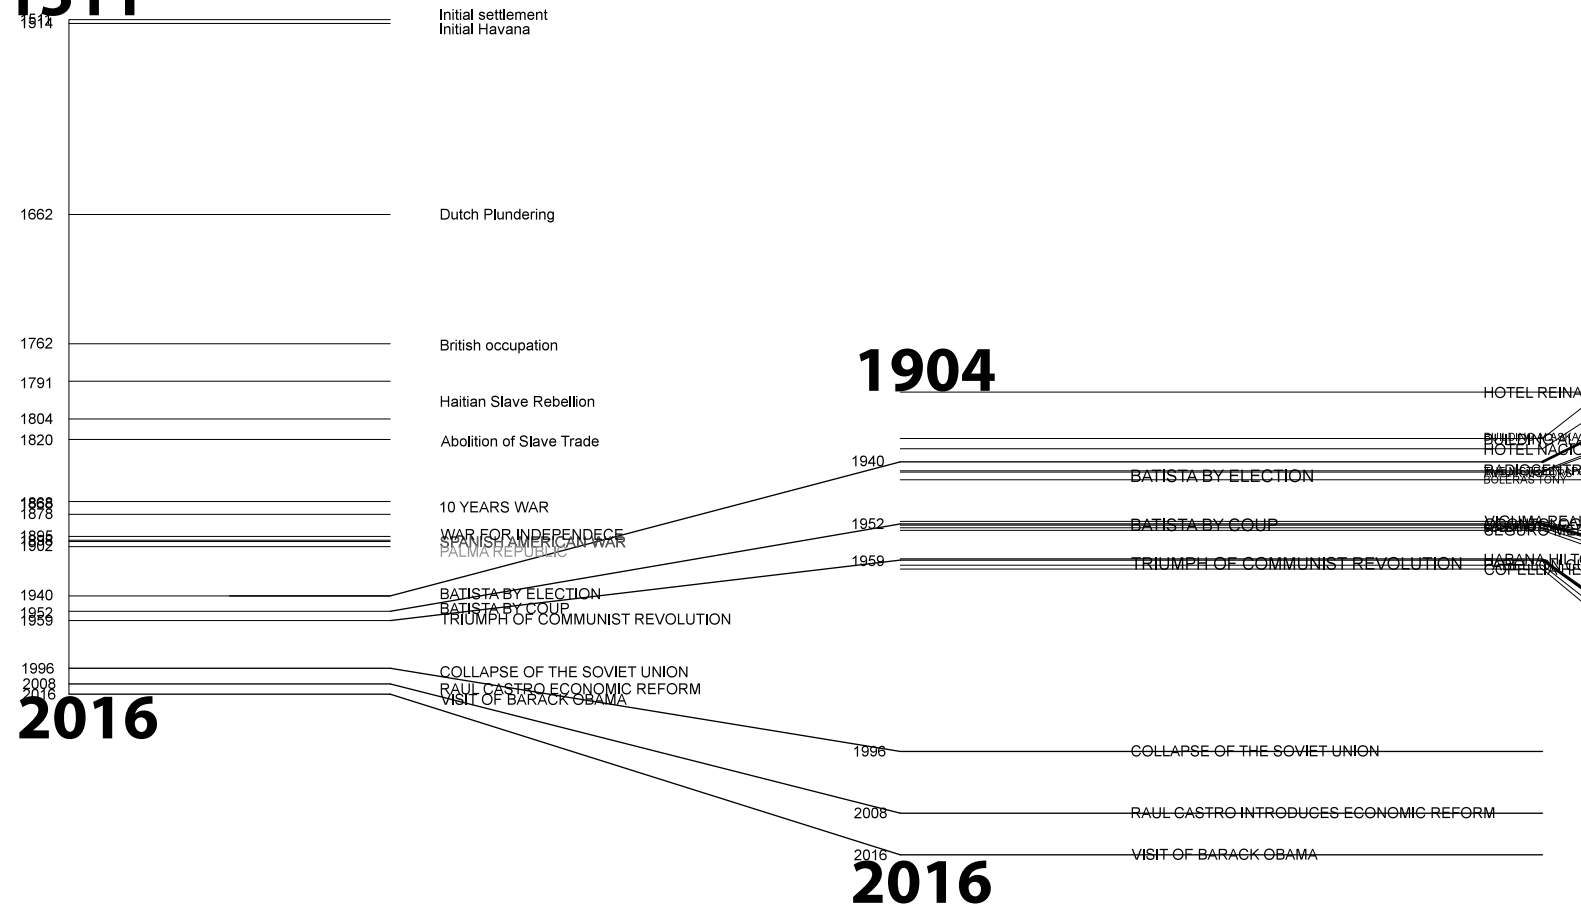 1511
1514
Initial settlement
Initial Havana
1662
Dutch Plundering
1762
British occupation
1791
Haitian Slave Rebellion
1804
1820
Abolition of Slave Trade
1868
1878
10 YEARS WAR
1895
1902
WAR FOR INDEPENDECE
SPANISH AMERICAN WAR
PALMA REPUBLIC
1940
1952
1959
BATISTA BY ELECTION
BATISTA BY COUP
TRIUMPH OF COMMUNIST REVOLUTION
1996
2008
2016
COLLAPSE OF THE SOVIET UNION
RAUL CASTRO ECONOMIC REFORM
VISIT OF BARACK OBAMA
2016
1904
HOTEL REINA
1940
HOTEL NACIO
BATISTA BY ELECTION
RADIOCENTR
BOLERAS TONY
1952
BATISTA BY COUP
SEGURO ME
1959
TRIUMPH OF COMMUNIST REVOLUTION
HABANA HILT
1996
COLLAPSE OF THE SOVIET UNION
2008
RAUL CASTRO INTRODUCES ECONOMIC REFORM
2016
VISIT OF BARACK OBAMA
2016